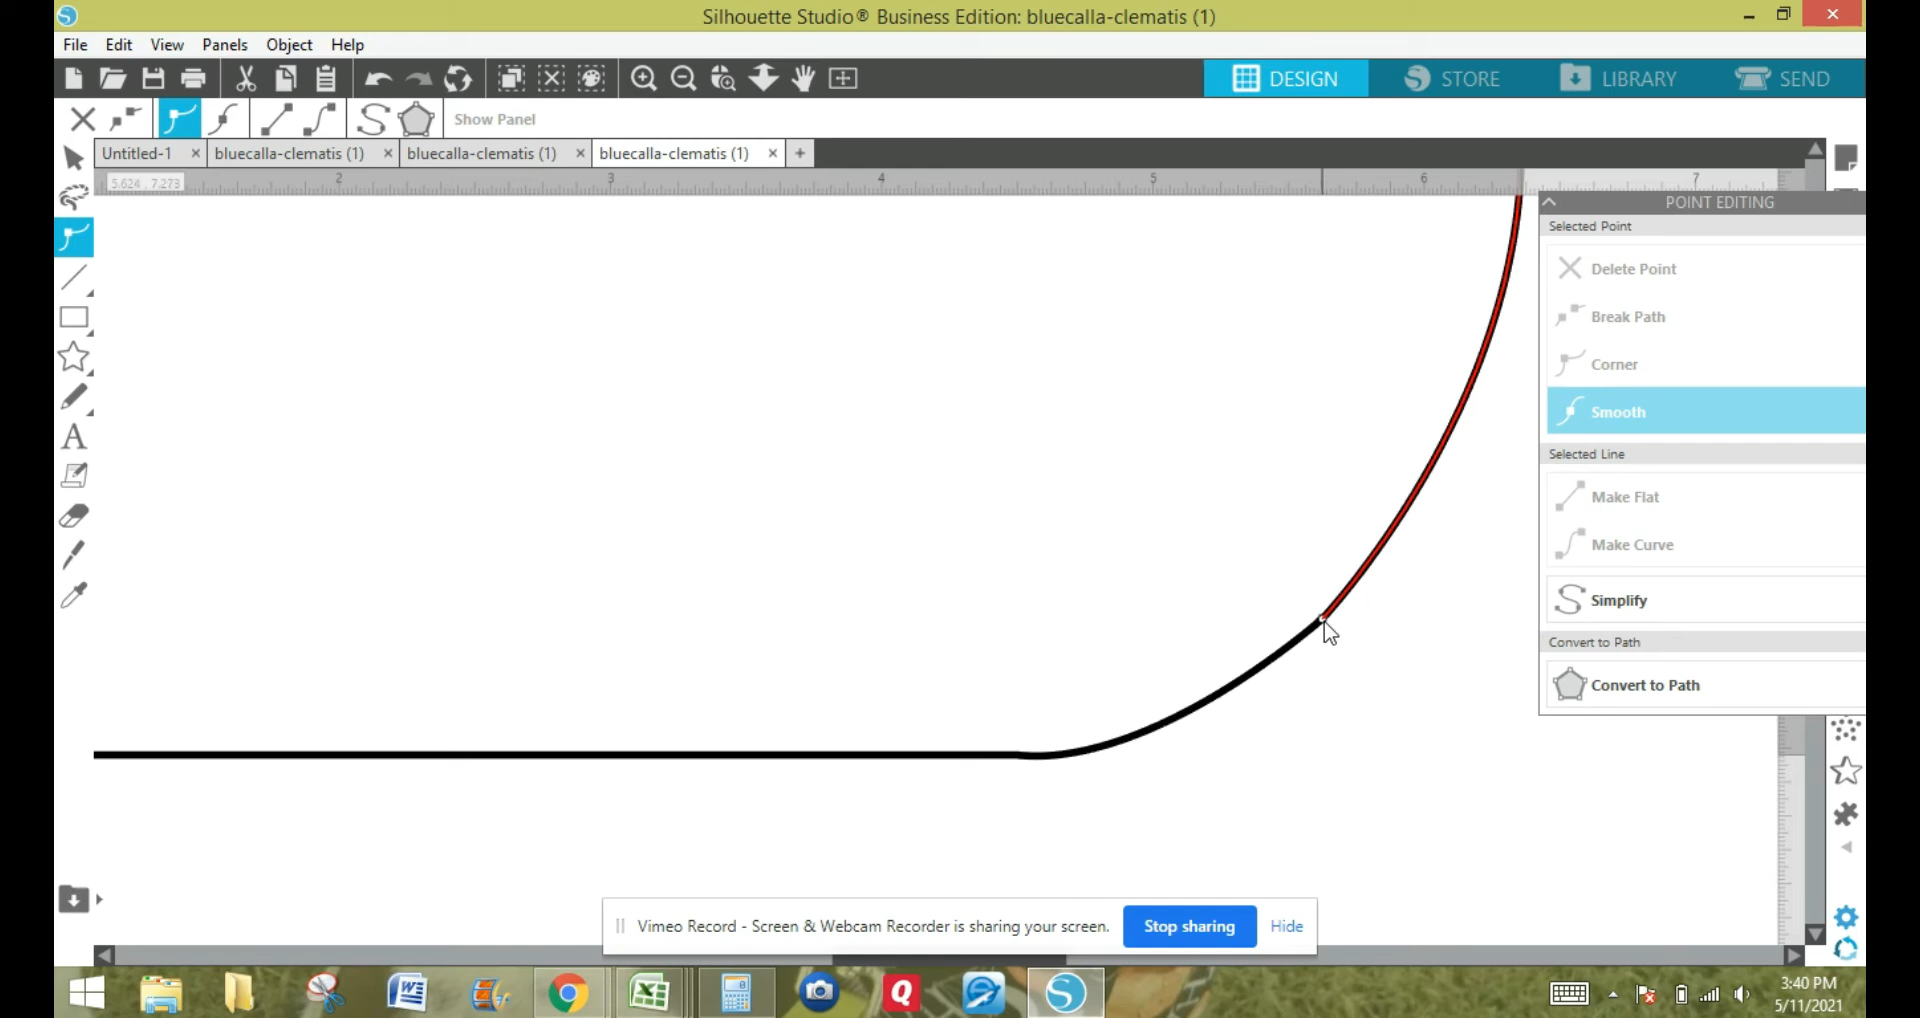 Silhouette Studio® Business Edition: bluecalla-clematis (1)
File Edit View Panels Object Help
DESIGN STORE LIBRARY SEND
Show Panel
Untitled-1 bluecalla-clematis (1) bluecalla-clematis (1) bluecalla-clematis (1)
5.624 , 7.273 2 3 4 5 6 7
POINT EDITING
Selected Point
Delete Point
Break Path
Corner
Smooth
Selected Line
Make Flat
Make Curve
Simplify
Convert to Path
Convert to Path
Vimeo Record - Screen & Webcam Recorder is sharing your screen. Stop sharing Hide
3:40 PM
5/11/2021